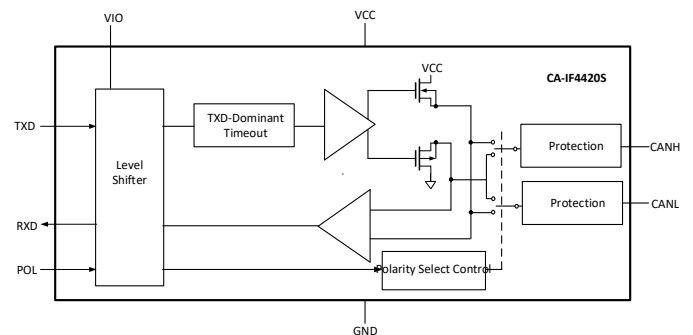 VIO
VCC
VCC
CA-IF4420S
TXD
TXD-Dominant
Timeout
Level
Shifter
Protection
CANH
Protection
CANL
RXD
POL
Polarity Select Control
GND